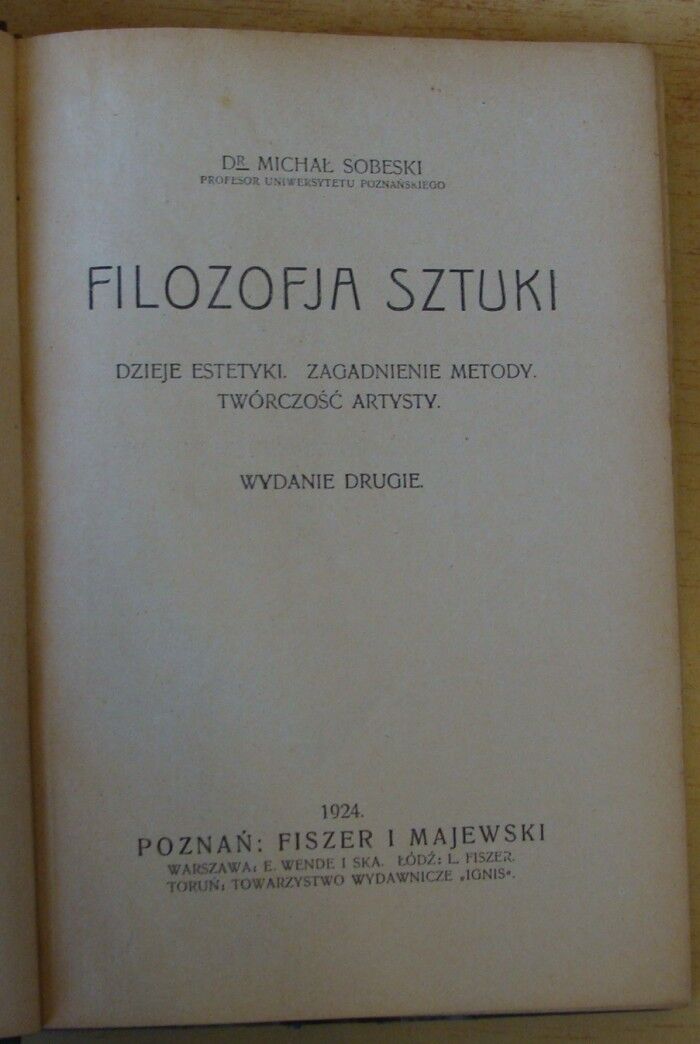 DR. MICHAŁ SOBESKI
PROFESOR UNIWERSYTETU POZNAŃSKIEGO
FILOZOFJA SZTUKI
DZIEJE ESTETYKI. ZAGADNIENIE METODY.
TWÓRCZOŚĆ ARTYSTY.
WYDANIE DRUGIE.
1924.
POZNAŃ: FISZER I MAJEWSKI
WARSZAWA: E. WENDE I SKA. ŁÓDŹ: L. FISZER.
TORUŃ: TOWARZYSTWO WYDAWNICZE „IGNIS“.